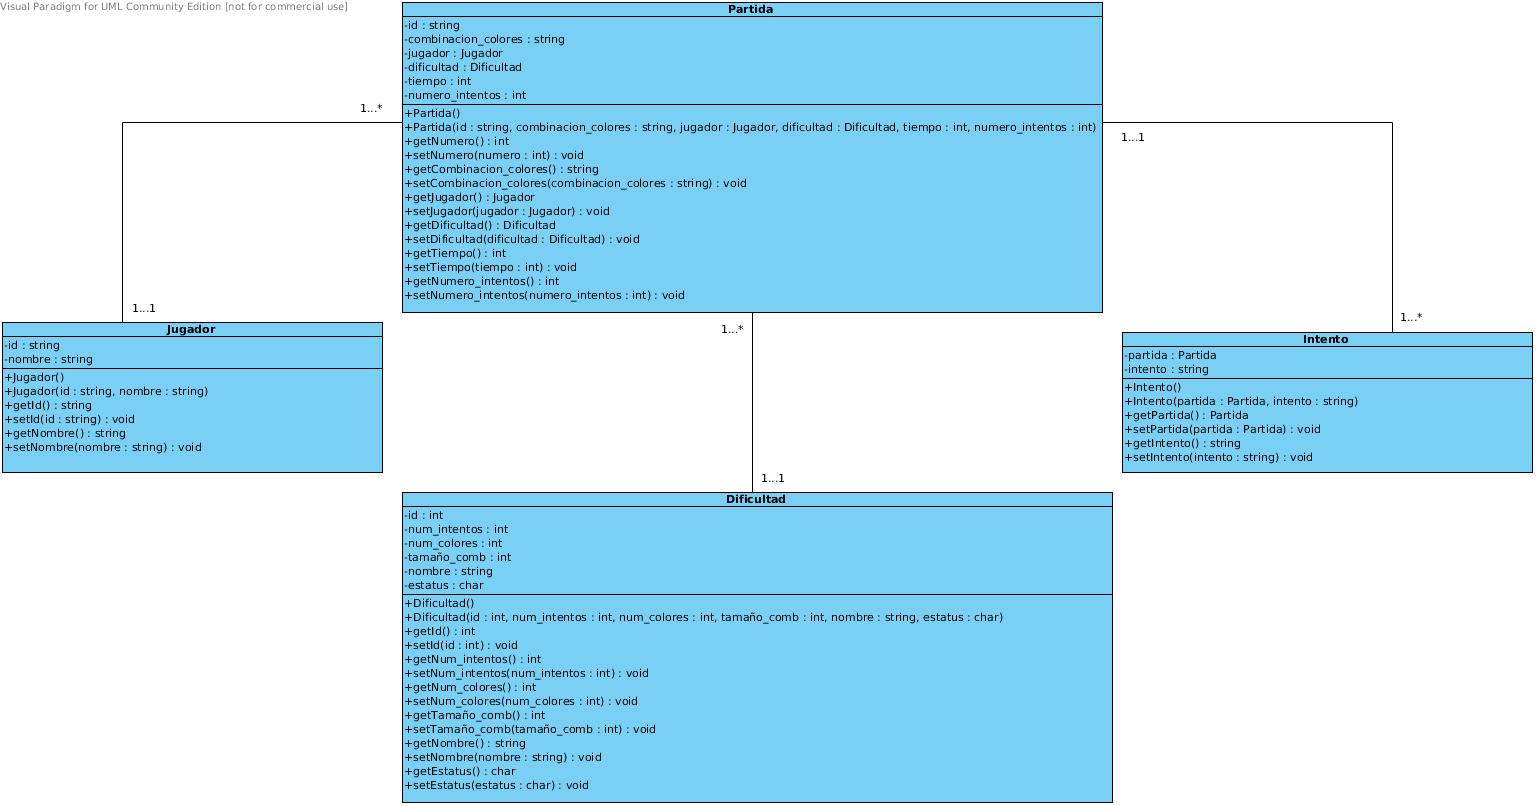 Visual Paradigm for UML Community Edition [not for commercial use]
Partida
-id : string
-combinacion_colores : string
-jugador : Jugador
-dificultad : Dificultad
-tiempo : int
-numero_intentos : int
+Partida()
+Partida(id : string, combinacion_colores : string, jugador : Jugador, dificultad : Dificultad, tiempo : int, numero_intentos : int)
+getNumero() : int
+setNumero(numero : int) : void
+getCombinacion_colores() : string
+setCombinacion_colores(combinacion_colores : string) : void
+getJugador() : Jugador
+setJugador(jugador : Jugador) : void
+getDificultad() : Dificultad
+setDificultad(dificultad : Dificultad) : void
+getTiempo() : int
+setTiempo(tiempo : int) : void
+getNumero_intentos() : int
+setNumero_intentos(numero_intentos : int) : void
1...*
1...1
1...1
1...*
1...*
1...1
Jugador
-id : string
-nombre : string
+Jugador()
+Jugador(id : string, nombre : string)
+getId() : string
+setId(id : string) : void
+getNombre() : string
+setNombre(nombre : string) : void
Intento
-partida : Partida
-intento : string
+Intento()
+Intento(partida : Partida, intento : string)
+getPartida() : Partida
+setPartida(partida : Partida) : void
+getIntento() : string
+setIntento(intento : string) : void
Dificultad
-id : int
-num_intentos : int
-num_colores : int
-tamaño_comb : int
-nombre : string
-estatus : char
+Dificultad()
+Dificultad(id : int, num_intentos : int, num_colores : int, tamaño_comb : int, nombre : string, estatus : char)
+getId() : int
+setId(id : int) : void
+getNum_intentos() : int
+setNum_intentos(num_intentos : int) : void
+getNum_colores() : int
+setNum_colores(num_colores : int) : void
+getTamaño_comb() : int
+setTamaño_comb(tamaño_comb : int) : void
+getNombre() : string
+setNombre(nombre : string) : void
+getEstatus() : char
+setEstatus(estatus : char) : void